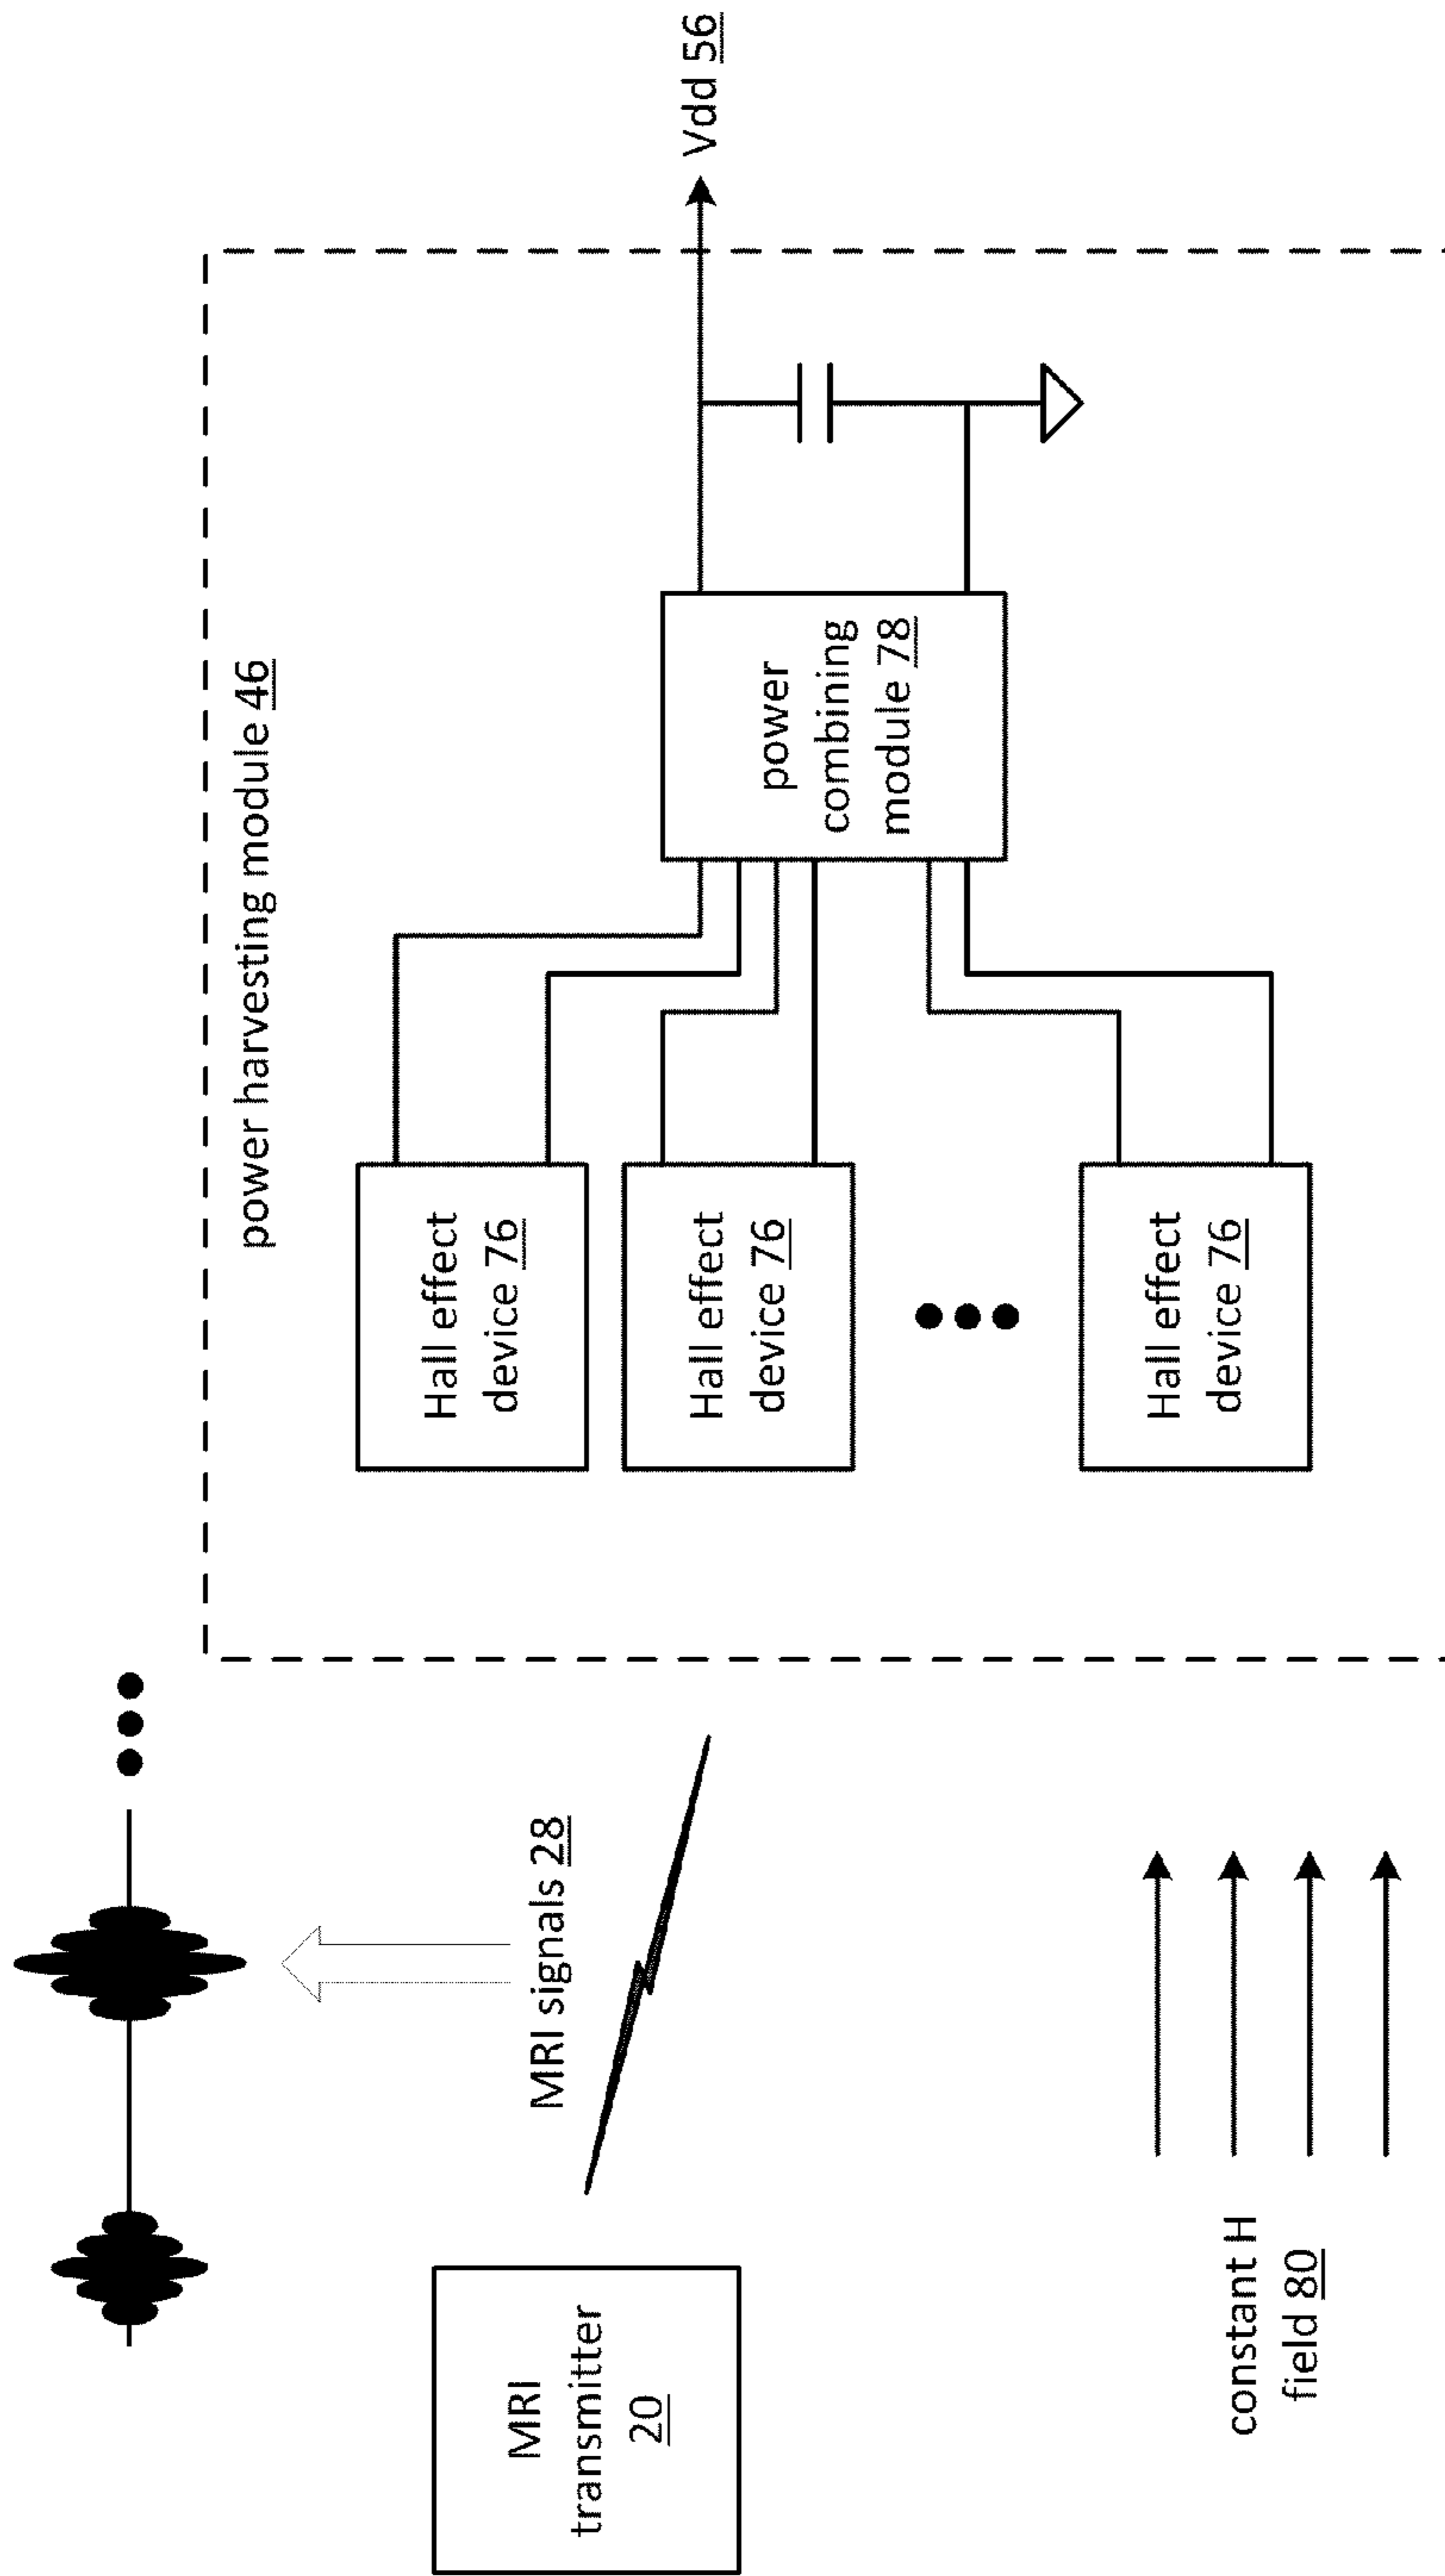 power harvesting module 46
MRI
transmitter
20
MRI signals 28
constant H
field 80
Hall effect
device 76
Hall effect
device 76
Hall effect
device 76
power
combining
module 78
Vdd 56